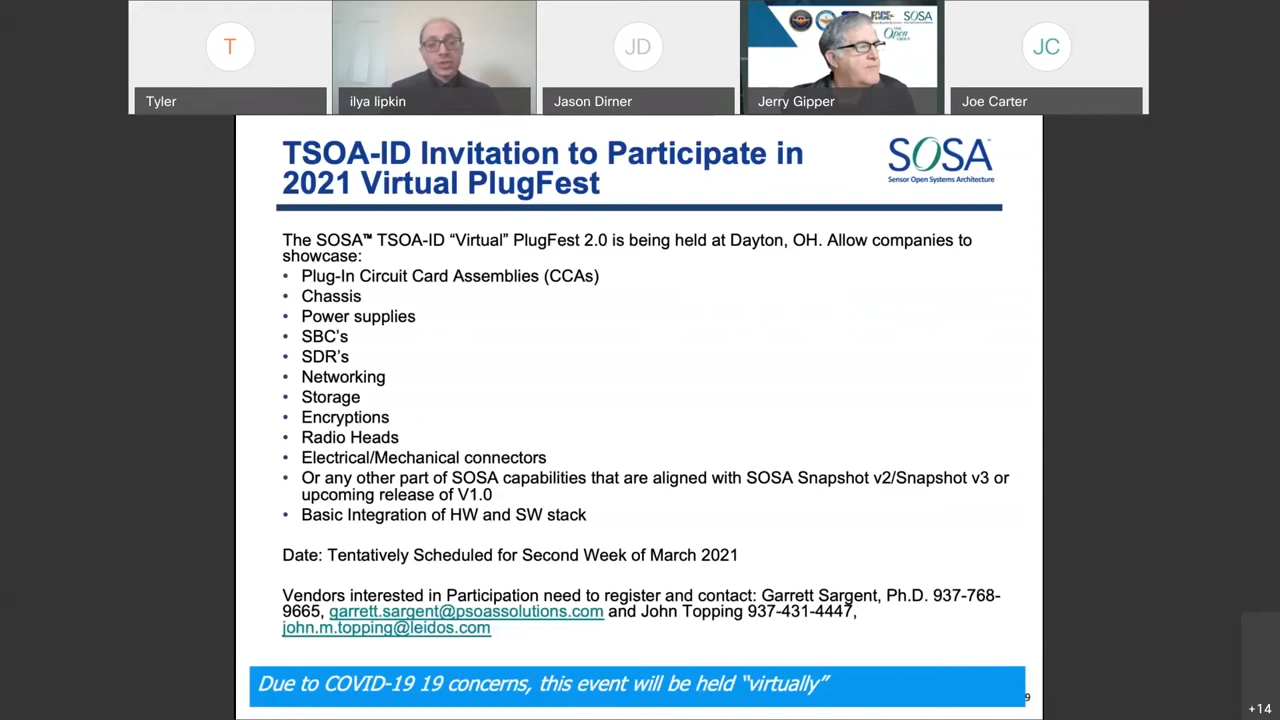 T
JD
JC
FACE
SOSA
THE Open GROUP
Tyler
ilya lipkin
Jason Dirner
Jerry Gipper
Joe Carter
TSOA-ID Invitation to Participate in
2021 Virtual PlugFest
SOSA™
Sensor Open Systems Architecture
The SOSA™ TSOA-ID “Virtual” PlugFest 2.0 is being held at Dayton, OH. Allow companies to
showcase:
• Plug-In Circuit Card Assemblies (CCAs)
• Chassis
• Power supplies
• SBC’s
• SDR’s
• Networking
• Storage
• Encryptions
• Radio Heads
• Electrical/Mechanical connectors
• Or any other part of SOSA capabilities that are aligned with SOSA Snapshot v2/Snapshot v3 or
upcoming release of V1.0
• Basic Integration of HW and SW stack
Date: Tentatively Scheduled for Second Week of March 2021
Vendors interested in Participation need to register and contact: Garrett Sargent, Ph.D. 937-768-
9665, garrett.sargent@psoassolutions.com and John Topping 937-431-4447,
john.m.topping@leidos.com
Due to COVID-19 19 concerns, this event will be held “virtually”
9
+14